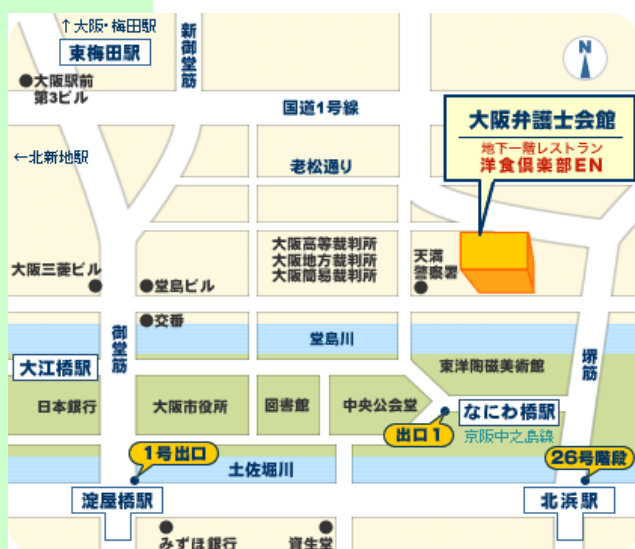 ↑大阪・梅田駅
東梅田駅
新御堂筋
N
●大阪駅前
第3ビル
国道1号線
大阪弁護士会館
地下一階レストラン
洋食倶楽部EN
←北新地駅
老松通り
大阪高等裁判所
大阪地方裁判所
大阪簡易裁判所
天満
警察署
大阪三菱ビル
堂島ビル
交番
御堂筋
堂島川
堺筋
大江橋駅
東洋陶磁美術館
日本銀行
大阪市役所
図書館
中央公会堂
なにわ橋駅
出口1
京阪中之島線
1号出口
土佐堀川
26号階段
淀屋橋駅
北浜駅
みずほ銀行
資生堂